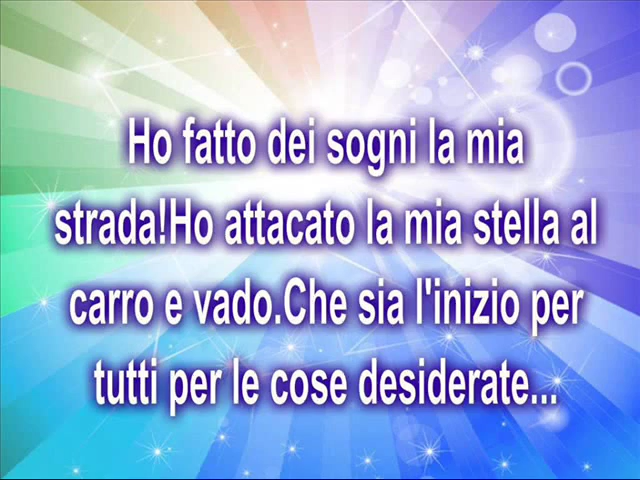 Ho fatto dei sogni la mia
strada!Ho attacato la mia stella al
carro e vado.Che sia l'inizio per
tutti per le cose desiderate...